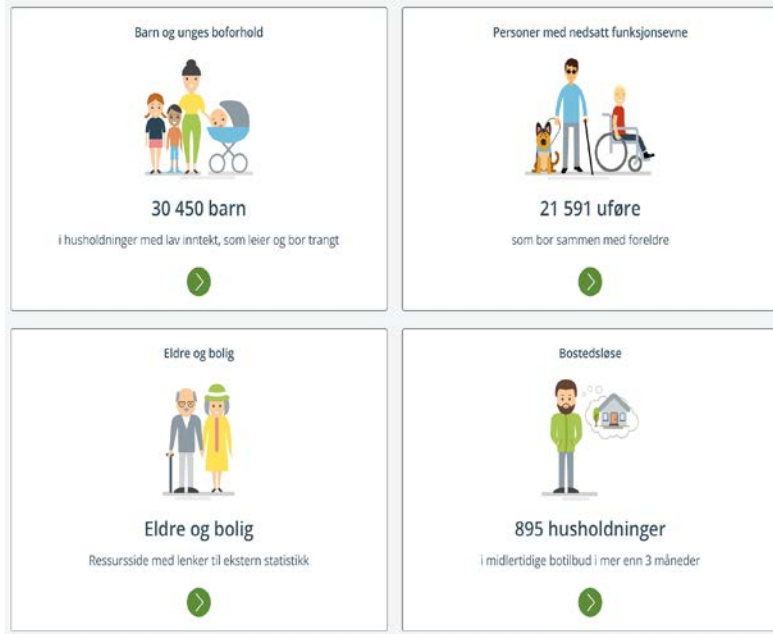 Barn og unges boforhold
30 450 barn
i husholdninger med lav inntekt, som leier og bor trangt
Personer med nedsatt funksjonsevne
21 591 uføre
som bor sammen med foreldre
Eldre og bolig
Eldre og bolig
Ressursside med lenker til ekstern statistikk
Bostedsløse
895 husholdninger
i midlertidige botilbud i mer enn 3 måneder